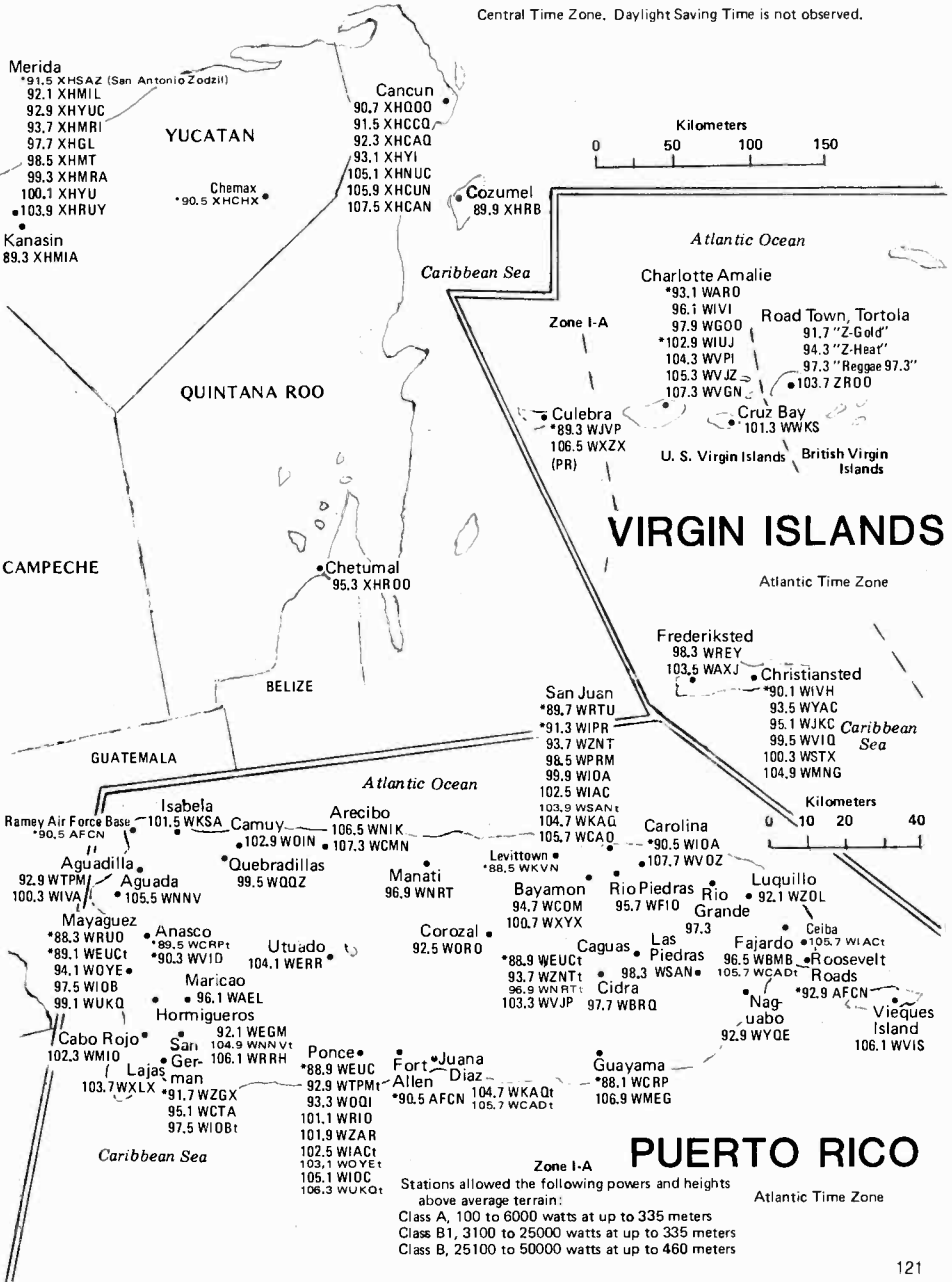 Central Time Zone. Daylight Saving Time is not observed.
Merida
*91.5 XHSAZ (San Antonio Zodzil)
92.1 XHMIL
92.9 XHYUC
93.7 XHMRI
97.7 XHGL
98.5 XHMT
99.3 XHMRA
100.1 XHYU
103.9 XHRUY
Kanasin
89.3 XHMIA
YUCATAN
Chemax
*90.5 XHCHX
Cancun
90.7 XHQOO
91.5 XHCCQ
92.3 XHCAQ
93.1 XHYI
105.1 XHNUC
105.9 XHCUN
107.5 XHCAN
Cozumel
89.9 XHRB
Kilometers
0 50 100 150
QUINTANA ROO
CAMPECHE
Chetumal
95.3 XHROO
BELIZE
GUATEMALA
Caribbean Sea
Atlantic Ocean
Zone I-A
Charlotte Amalie
*93.1 WARO
96.1 WIVI
97.9 WGOO
*102.9 WIUJ
104.3 WVPI
105.3 WVJZ
107.3 WVGN
Road Town, Tortola
91.7 "Z-Gold"
94.3 "Z-Heat"
97.3 "Reggae 97.3"
103.7 ZROD
Culebra
*89.3 WJVP
106.5 WXZX
(PR)
Cruz Bay
101.3 WWKS
U. S. Virgin Islands
British Virgin
Islands
VIRGIN ISLANDS
Atlantic Time Zone
Frederiksted
98.3 WREY
103.5 WAXJ
Christiansted
*90.1 WIVH
93.5 WYAC
95.1 WJKC
99.5 WVIQ
100.3 WSTX
104.9 WMNG
Caribbean
Sea
Kilometers
0 10 20 40
Atlantic Ocean
San Juan
*89.7 WRTU
*91.3 WIPR
93.7 WZNT
98.5 WPRM
99.9 WIOA
102.5 WIAC
103.9 WSANt
104.7 WKAQ
105.7 WCAD
Ramey Air Force Base
*90.5 AFCN
Isabela
101.5 WKSA
Camuy
102.9 WOIN
Arecibo
106.5 WNIK
107.3 WCMN
Quebradillas
99.5 WQQZ
Aguadilla
92.9 WTPM
100.3 WIVA
Aguada
105.5 WNNV
Manati
96.9 WNRT
Levittown
*88.5 WKVN
Carolina
*90.5 WIDA
107.7 WVOZ
Bayamon
94.7 WCOM
100.7 WXYX
Rio Piedras
95.7 WFID
Rio
Grande
97.3
Luquillo
92.1 WZOL
Mayaguez
*88.3 WRUO
*89.1 WEUCt
94.1 WOYE
97.5 WIOB
99.1 WUKQ
Anasco
*89.5 WCRPt
*90.3 WVID
Utuado
104.1 WERR
Corozal
92.5 WORO
Caguas
*88.9 WEUCt
93.7 WZNTt
96.9 WNRTt
103.3 WVJP
Las
Piedras
98.3 WSAN
Fajardo
96.5 WBMB
105.7 WCADt
Ceiba
105.7 WIACt
Roosevelt
Roads
*92.9 AFCN
Maricao
96.1 WAEL
Hormigueros
92.1 WEGM
104.9 WNNVt
106.1 WRRH
Cidra
97.7 WBRQ
Nag-
uabo
92.9 WYQE
Vieques
Island
106.1 WVIS
Cabo Rojo
102.3 WMIO
Lajas
103.7 WXLX
San
Ger-
man
*91.7 WZGX
95.1 WCTA
97.5 WIOBt
Ponce
*88.9 WEUC
92.9 WTPMt
93.3 WOQI
101.1 WRIO
101.9 WZAR
102.5 WIACt
103.1 WOYEt
105.1 WIOC
106.3 WUKQt
Fort
Allen
*90.5 AFCN
Juana
Diaz
104.7 WKAQt
105.7 WCADt
Guayama
*88.1 WCRP
106.9 WMEG
Caribbean Sea
PUERTO RICO
Atlantic Time Zone
Zone I-A
Stations allowed the following powers and heights
above average terrain:
Class A, 100 to 6000 watts at up to 335 meters
Class B1, 3100 to 25000 watts at up to 335 meters
Class B, 25100 to 50000 watts at up to 460 meters
121